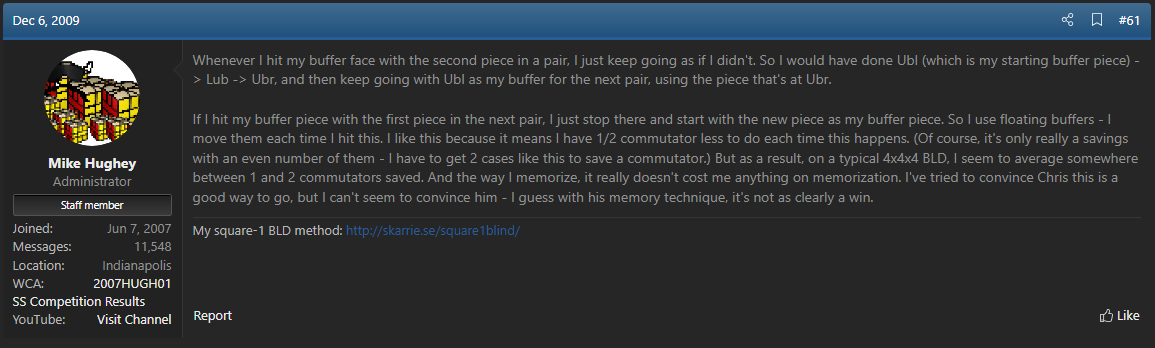 Dec 6, 2009
#61
Whenever I hit my buffer face with the second piece in a pair, I just keep going as if I didn't. So I would have done Ubl (which is my starting buffer piece) -
> Lub -> Ubr, and then keep going with Ubl as my buffer for the next pair, using the piece that's at Ubr.
If I hit my buffer piece with the first piece in the next pair, I just stop there and start with the new piece as my buffer piece. So I use floating buffers - I
move them each time I hit this. I like this because it means I have 1/2 commutator less to do each time this happens. (Of course, it's only really a savings
with an even number of them - I have to get 2 cases like this to save a commutator.) But as a result, on a typical 4x4x4 BLD, I seem to average somewhere
between 1 and 2 commutators saved. And the way I memorize, it really doesn't cost me anything on memorization. I've tried to convince Chris this is a
good way to go, but I can't seem to convince him - I guess with his memory technique, it's not as clearly a win.
My square-1 BLD method: http://skarrie.se/square1blind/
Mike Hughey
Administrator
Staff member
Joined: Jun 7, 2007
Messages: 11,548
Location: Indianapolis
WCA: 2007HUGH01
SS Competition Results
YouTube: Visit Channel
Report
Like